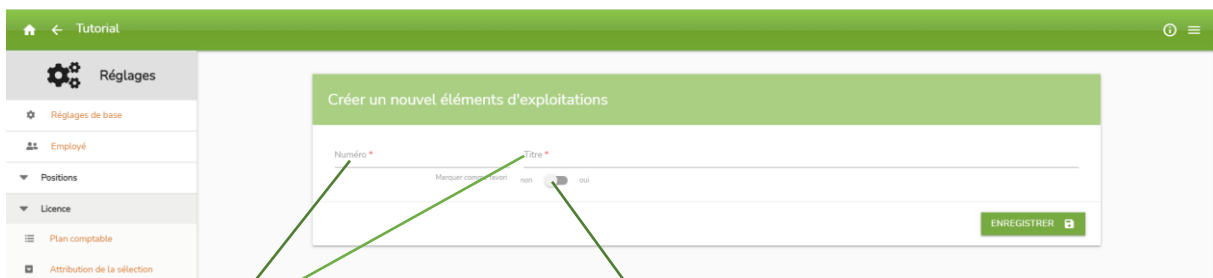 Tutorial
Réglages
Créer un nouvel éléments d'exploitations
Réglages de base
Numéro *
Titre *
Employé
Marquer comme favori
non
oui
Positions
Licence
ENREGISTRER
Plan comptable
Attribution de la sélection